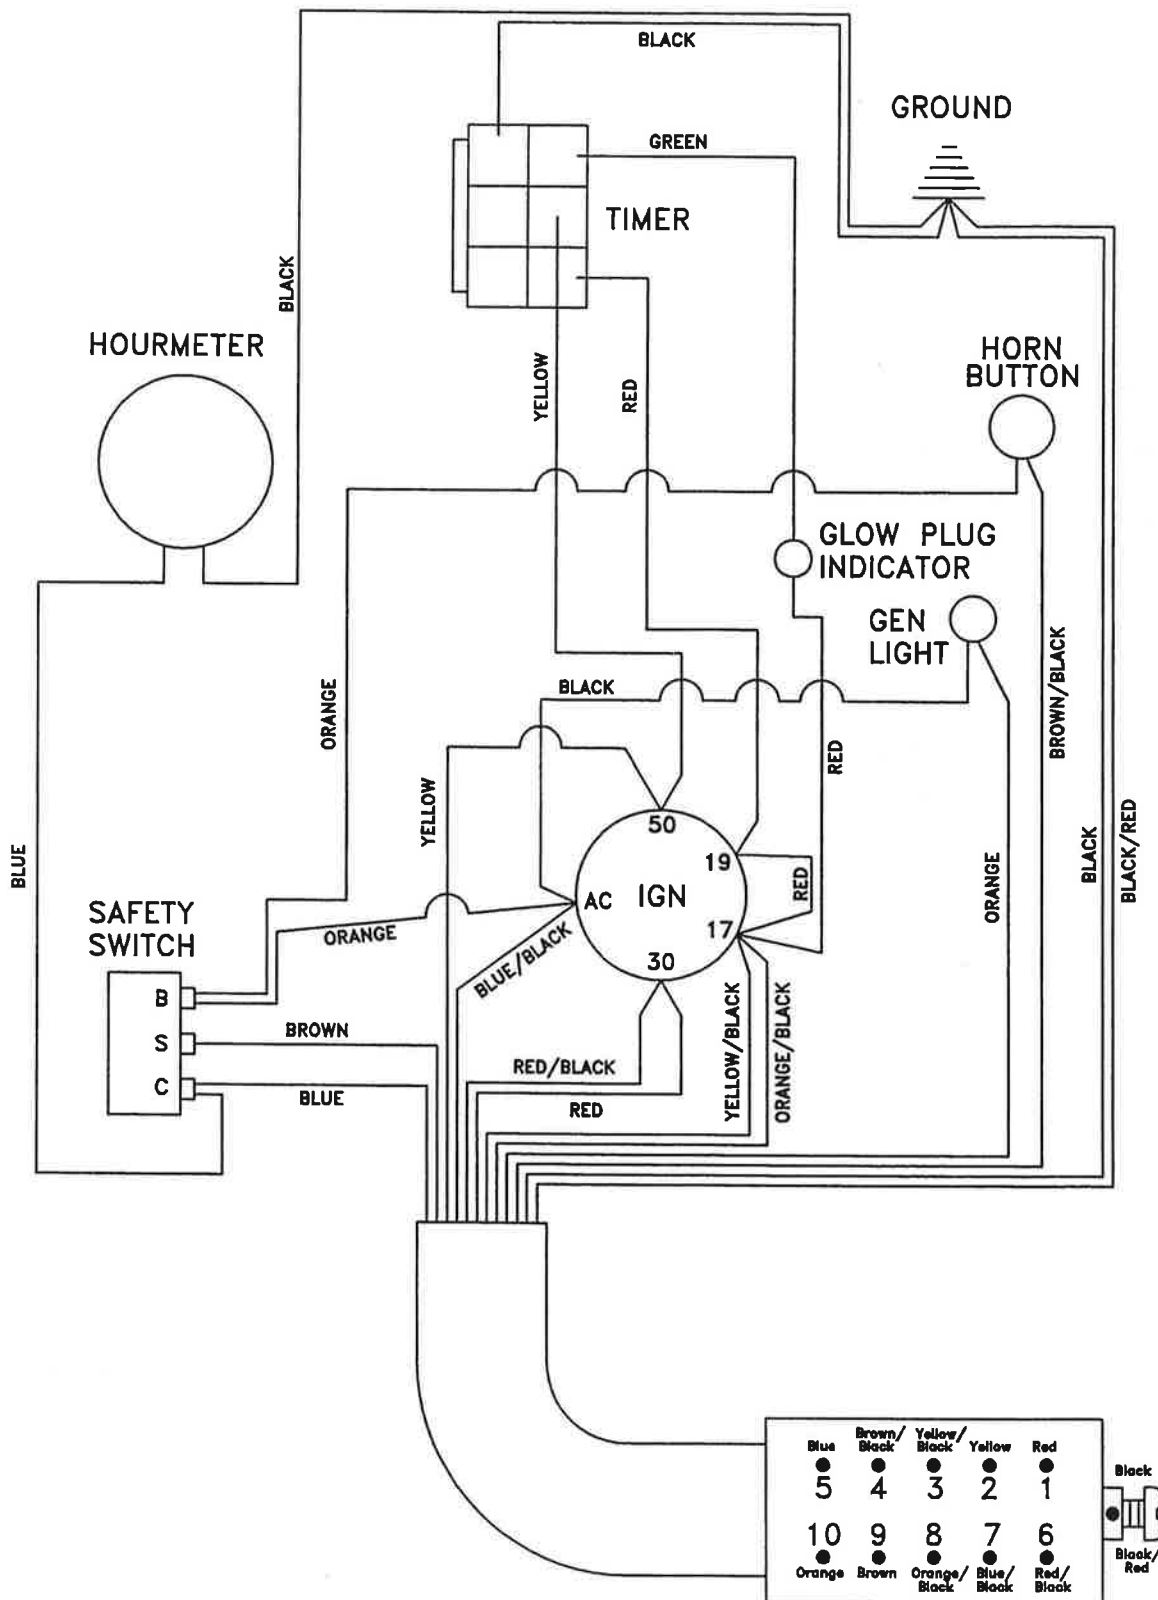 BLACK
GROUND
GREEN
TIMER
BLACK
HOURMETER
YELLOW
RED
HORN
BUTTON
GLOW PLUG
INDICATOR
GEN
LIGHT
BROWN/BLACK
BLACK
ORANGE
RED
YELLOW
BLUE
50
19
BLACK
BLACK/RED
ORANGE
RED
AC
IGN
17
SAFETY
SWITCH
ORANGE
BLUE/BLACK
30
B
YELLOW/BLACK
ORANGE/BLACK
S
BROWN
RED/BLACK
C
BLUE
RED
Blue
Brown/
Black
Yellow/
Black
Yellow
Red
Black
5
4
3
2
1
10
9
8
7
6
Orange
Brown
Orange/
Black
Blue/
Black
Red/
Black
Black/
Red